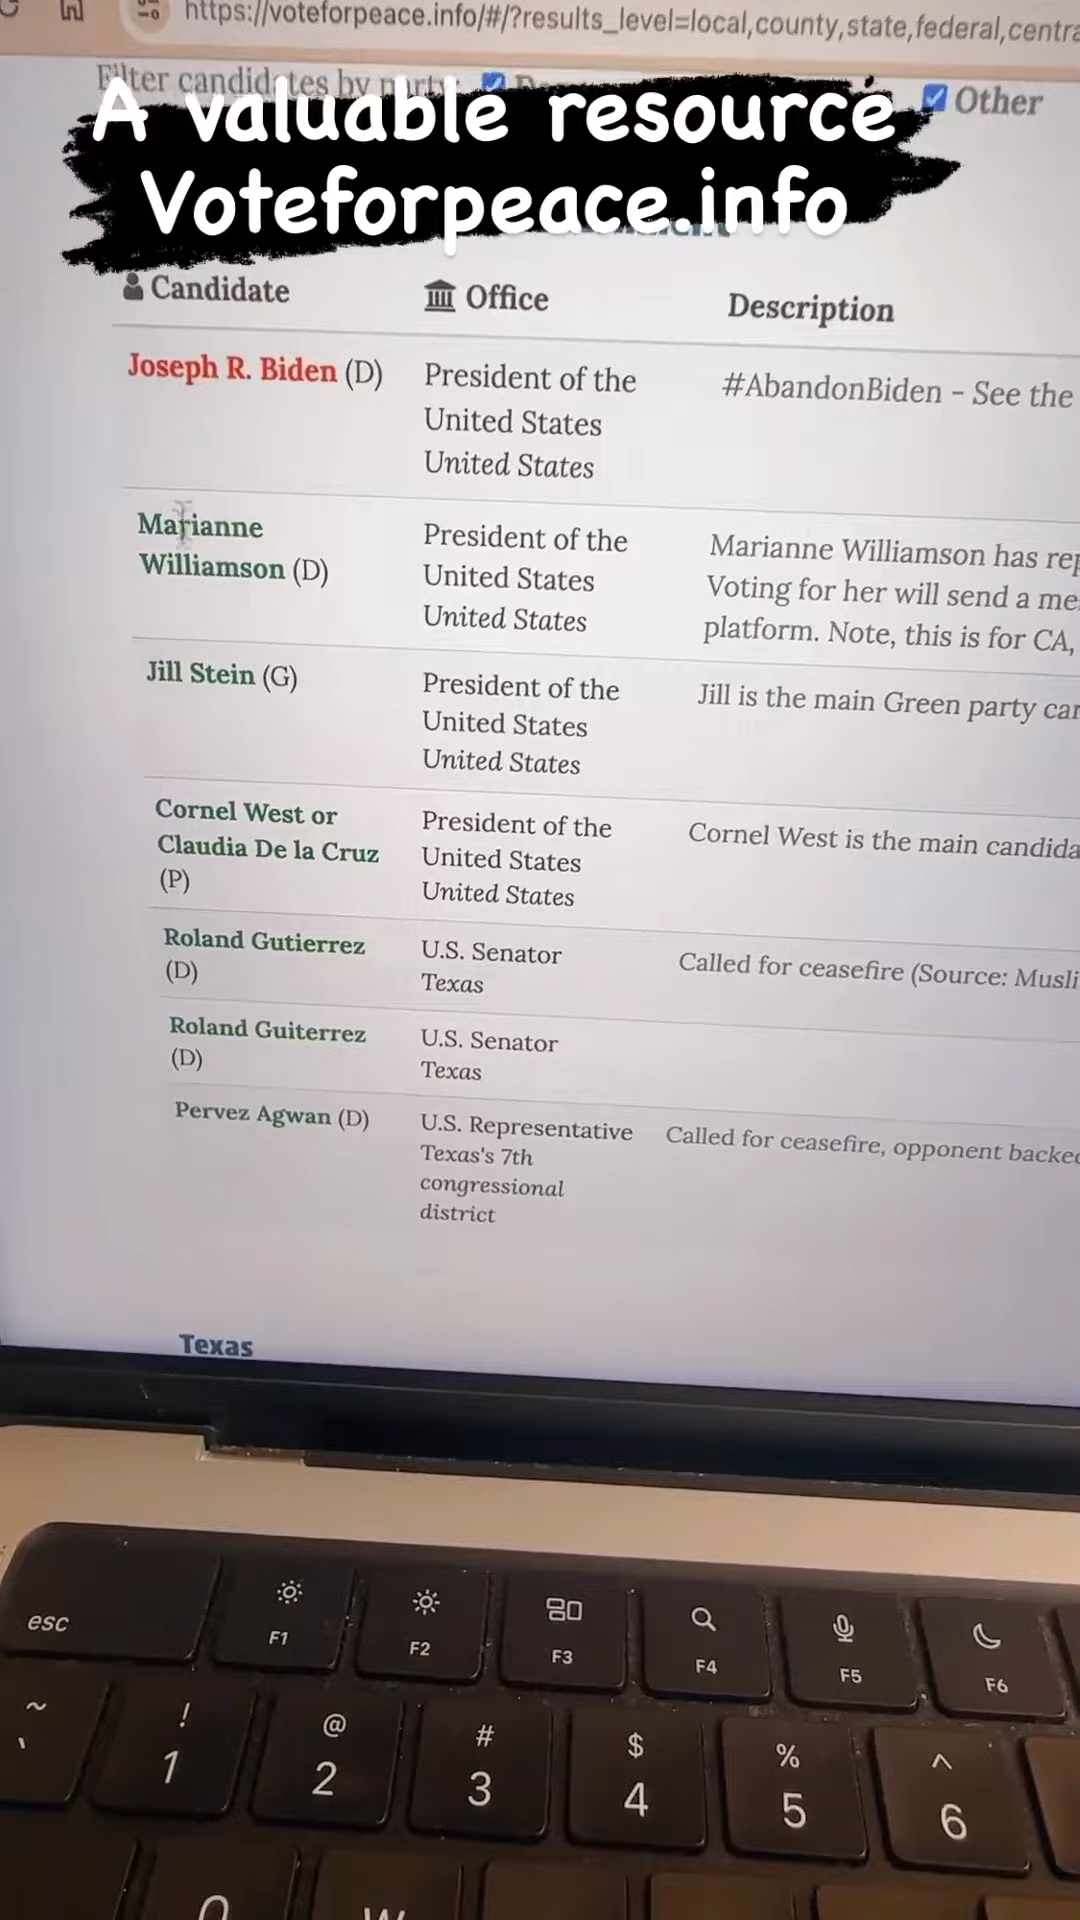 https://voteforpeace.info/#/?results_level=local,county,state,federal,centra
Filter candidates by party
Other
A valuable resource
Voteforpeace.info
Candidate
Office
Description
Joseph R. Biden (D)
President of the
United States
United States
#AbandonBiden - See the
Marianne
Williamson (D)
President of the
United States
United States
Marianne Williamson has rep
Voting for her will send a me
platform. Note, this is for CA,
Jill Stein (G)
President of the
United States
United States
Jill is the main Green party can
Cornel West or
Claudia De la Cruz
(P)
President of the
United States
United States
Cornel West is the main candida
Roland Gutierrez
(D)
U.S. Senator
Texas
Called for ceasefire (Source: Musli
Roland Guiterrez
(D)
U.S. Senator
Texas
Pervez Agwan (D)
U.S. Representative
Texas's 7th
congressional
district
Called for ceasefire, opponent backed
Texas
esc
F1
F2
F3
F4
F5
F6
~
! 
1
@
2
#
3
$
4
%
5
^
6
Q
W